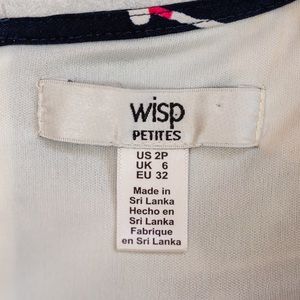 wisp
PETITES
US 2P
UK 6
EU 32
Made in
Sri Lanka
Hecho en
Sri Lanka
Fabrique
en Sri Lanka